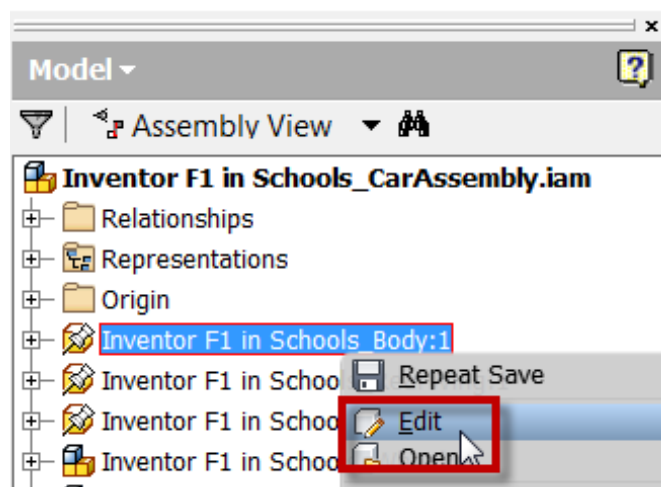 Model
Assembly View
Inventor F1 in Schools_CarAssembly.iam
Relationships
Representations
Origin
Inventor F1 in Schools_Body:1
Inventor F1 in Schoo
Repeat Save
Inventor F1 in Schoo
Edit
Inventor F1 in Schoo
Open